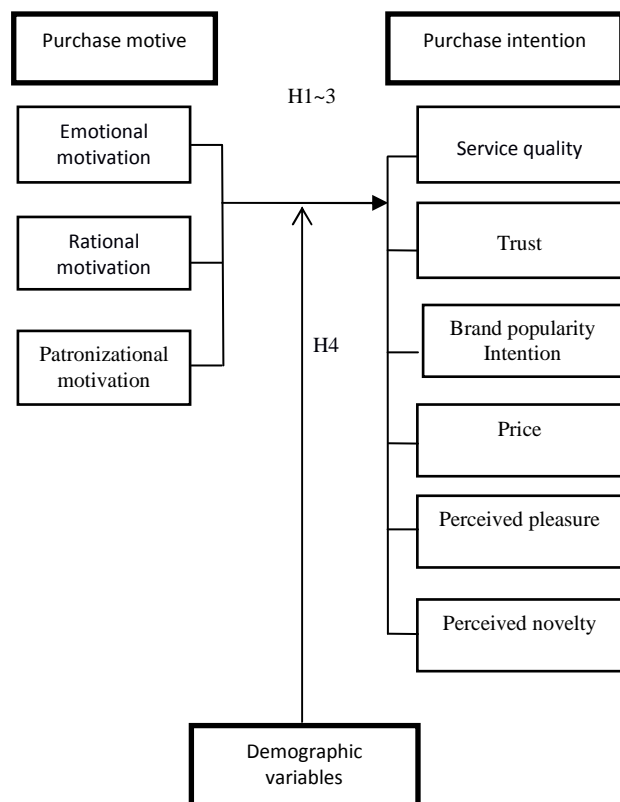 Purchase motive
Purchase intention
H1~3
Emotional
motivation
Service quality
Rational
motivation
Trust
Patronizational
motivation
H4
Brand popularity
Intention
Price
Perceived pleasure
Perceived novelty
Demographic
variables